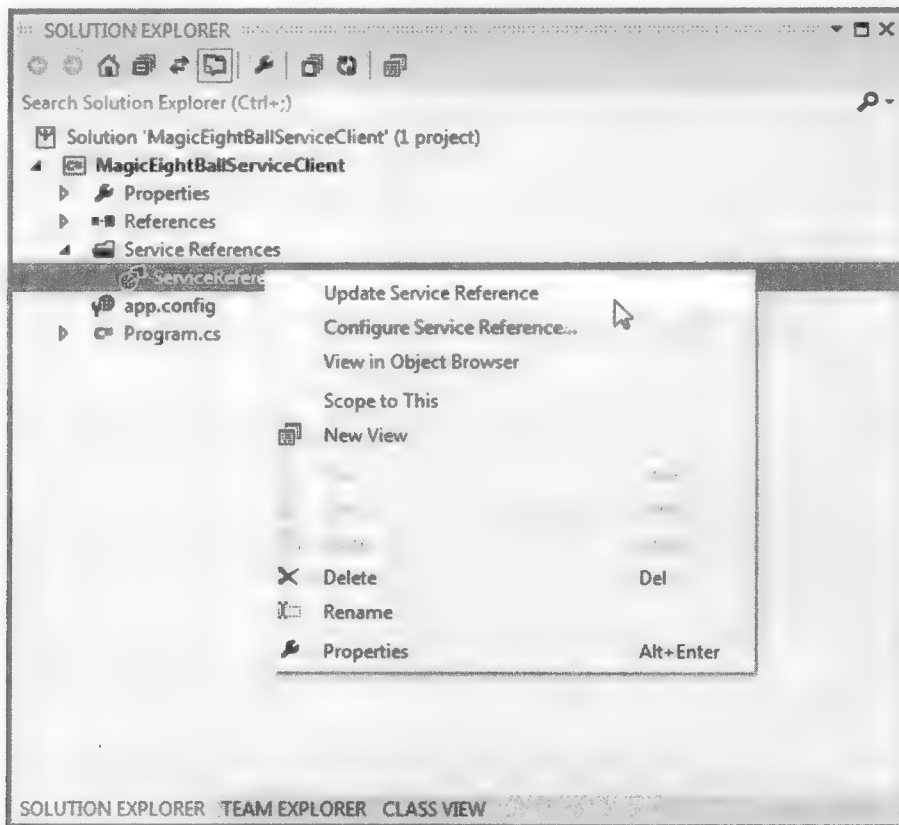 SOLUTION EXPLORER
Search Solution Explorer (Ctrl+;)
Solution 'MagicEightBallServiceClient' (1 project)
C# MagicEightBallServiceClient
Properties
References
Service References
ServiceRefere
Update Service Reference
app.config
Configure Service Reference...
C# Program.cs
View in Object Browser
Scope to This
New View
Delete Del
Rename
Properties Alt+Enter
SOLUTION EXPLORER TEAM EXPLORER CLASS VIEW